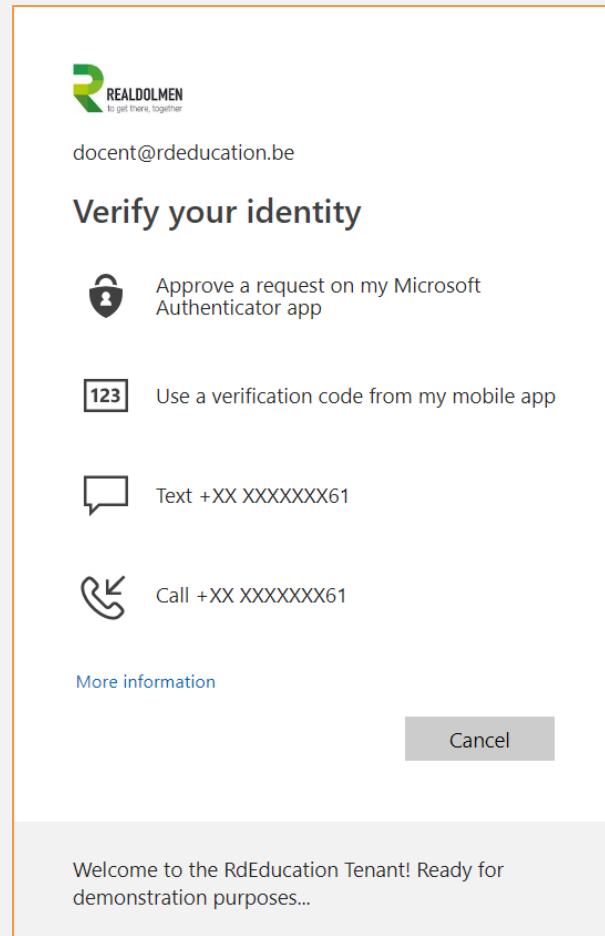 REALDOLMEN
to get there, together
docent@rdeducation.be
Verify your identity
Approve a request on my Microsoft
Authenticator app
123
Use a verification code from my mobile app
Text +XX XXXXXXX61
Call +XX XXXXXXX61
More information
Cancel
Welcome to the RdEducation Tenant! Ready for
demonstration purposes...